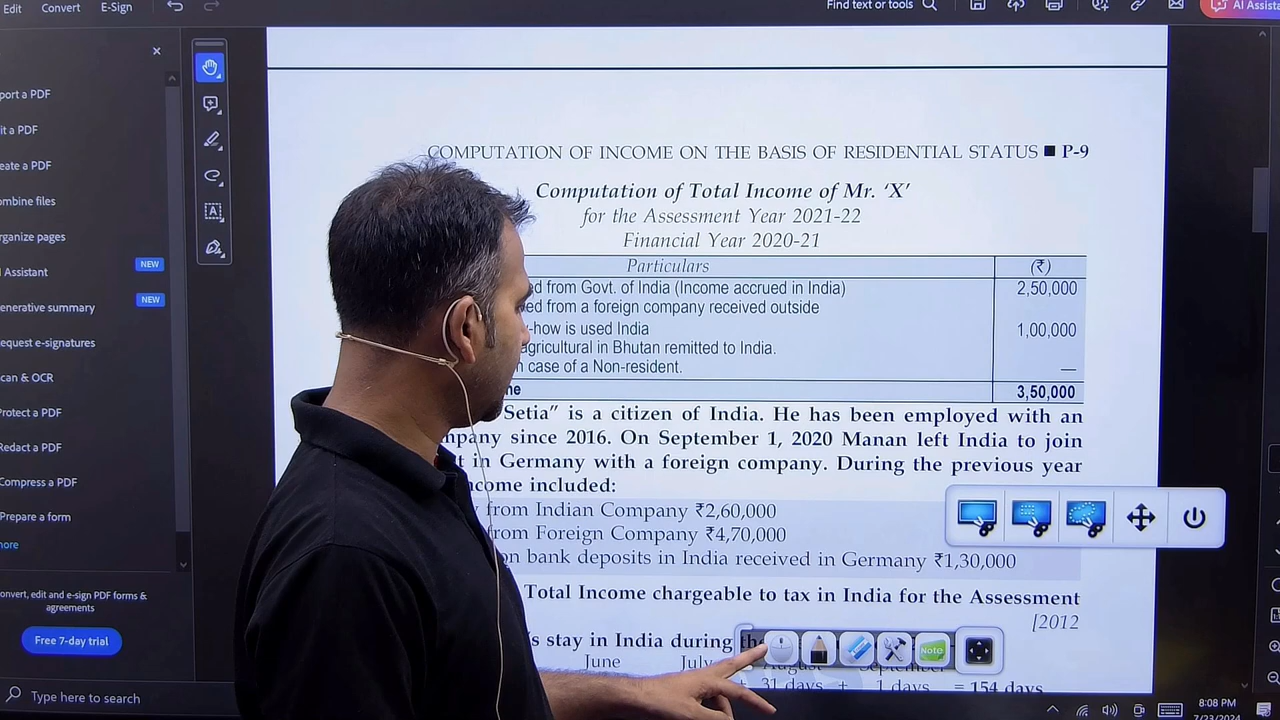 Edit Convert E-Sign
Find text or tools
AI Assista
port a PDF
it a PDF
eate a PDF
ombine files
rganize pages
I Assistant NEW
enerative summary NEW
equest e-signatures
can & OCR
Protect a PDF
Redact a PDF
Compress a PDF
Prepare a form
ore
onvert, edit and e-sign PDF forms &
agreements
Free 7-day trial
COMPUTATION OF INCOME ON THE BASIS OF RESIDENTIAL STATUS ■ P-9
Computation of Total Income of Mr. ‘X’
for the Assessment Year 2021-22
Financial Year 2020-21
Particulars (₹)
ed from Govt. of India (Income accrued in India) 2,50,000
ed from a foreign company received outside
-how is used India 1,00,000
agricultural in Bhutan remitted to India.
n case of a Non-resident. —
ne 3,50,000
Setia” is a citizen of India. He has been employed with an
mpany since 2016. On September 1, 2020 Manan left India to join
t in Germany with a foreign company. During the previous year
ncome included:
y from Indian Company ₹2,60,000
from Foreign Company ₹4,70,000
on bank deposits in India received in Germany ₹1,30,000
Total Income chargeable to tax in India for the Assessment
[2012
’s stay in India during the
June July August September
+ 31 days + 1 days = 154 days
Note
Type here to search
8:08 PM